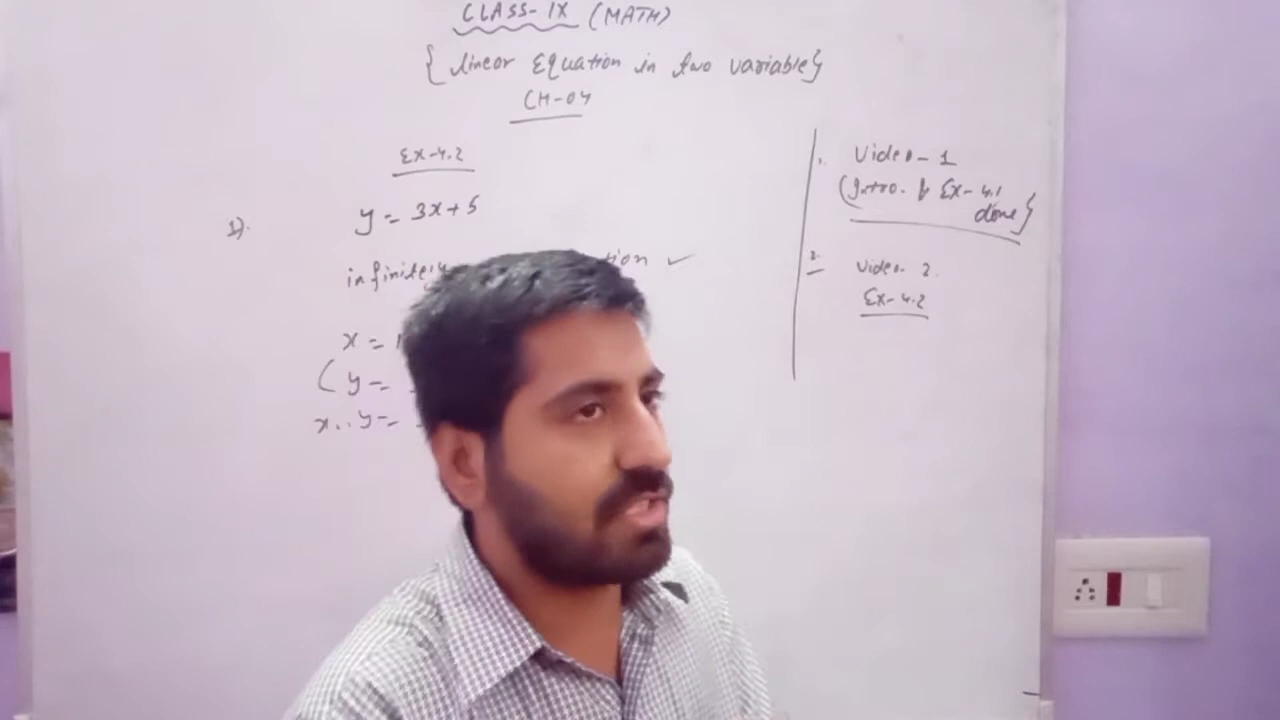 CLASS-IX (MATH)
{ linear Equation in two variable }
CH-04
Ex-4.2
1). y = 3x+5
x =
( y =
x.. y =
1. Video-1
(Intro. & Ex-4.1
done}
2. Video. 2.
Ex-4.2